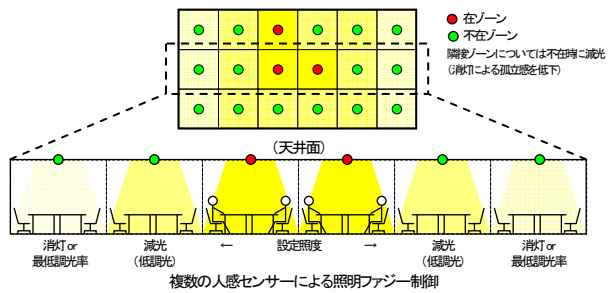 在ゾーン
不在ゾーン
隣接ゾーンについては不在時に減光
（消灯による孤立感を低下）
（天井面）
消灯or
最低調光率
減光
（低調光）
← 設定照度 →
減光
（低調光）
消灯or
最低調光率
複数の人感センサーによる照明ファジー制御